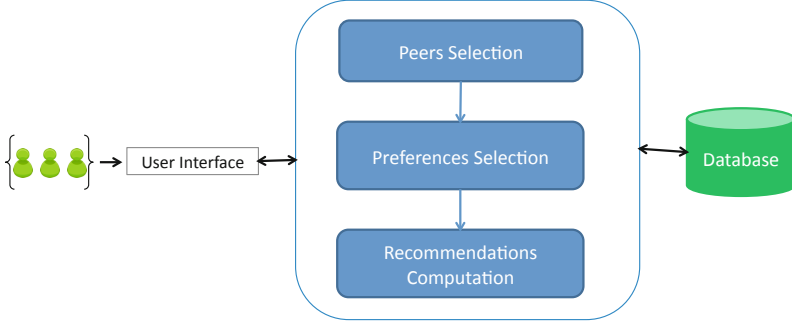 Peers Selection
User Interface
Preferences Selection
Database
Recommendations
Computation